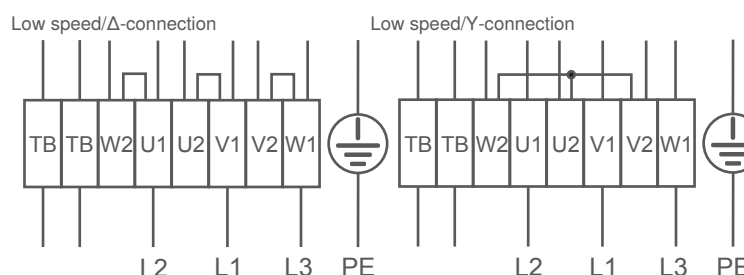 Low speed/Δ-connection
Low speed/Y-connection
TB TB W2 U1 U2 V1 V2 W1
TB TB W2 U1 U2 V1 V2 W1
L2 L1 L3 PE
L2 L1 L3 PE